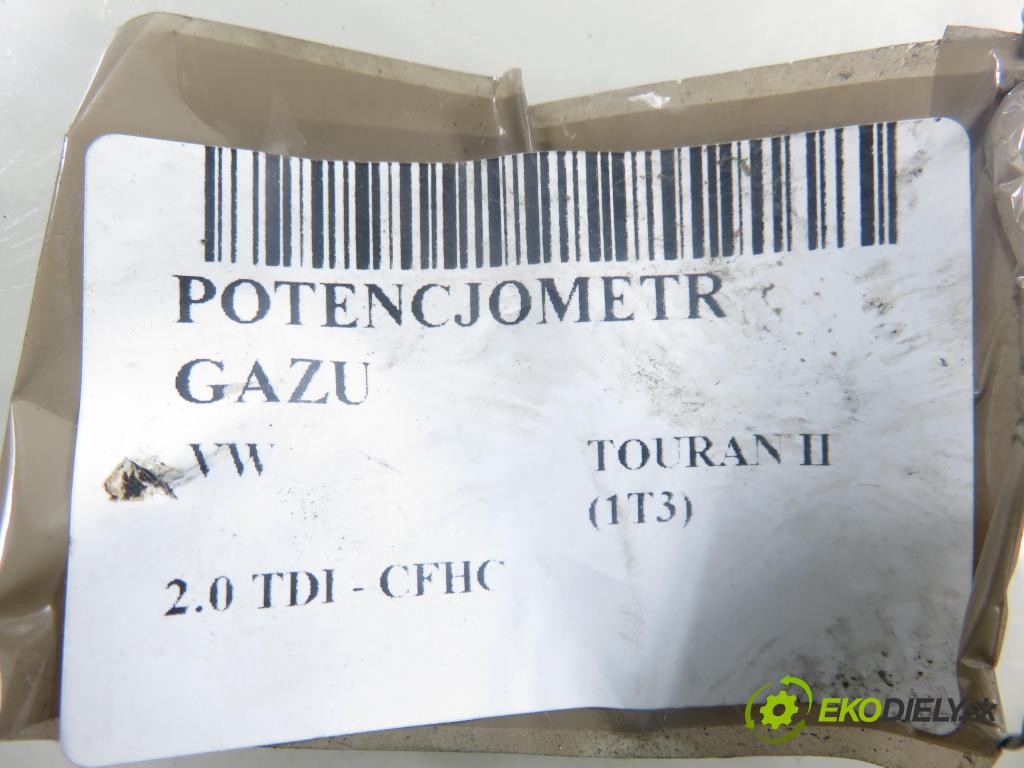 POTENCJOMETR
GAZU
VW TOURAN II
(1T3)
2.0 TDI - CFHC
EKODIELY.sk